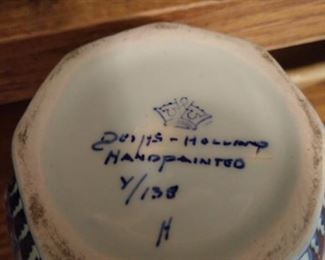 Delfts - Holland
Handpainted
Y/138
H